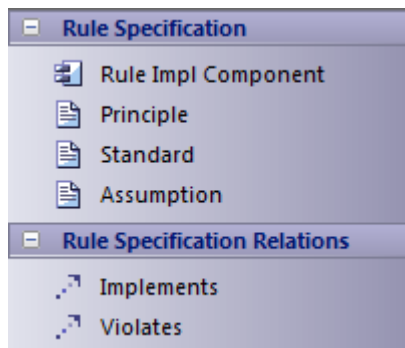 Rule Specification
Rule Impl Component
Principle
Standard
Assumption
Rule Specification Relations
Implements
Violates